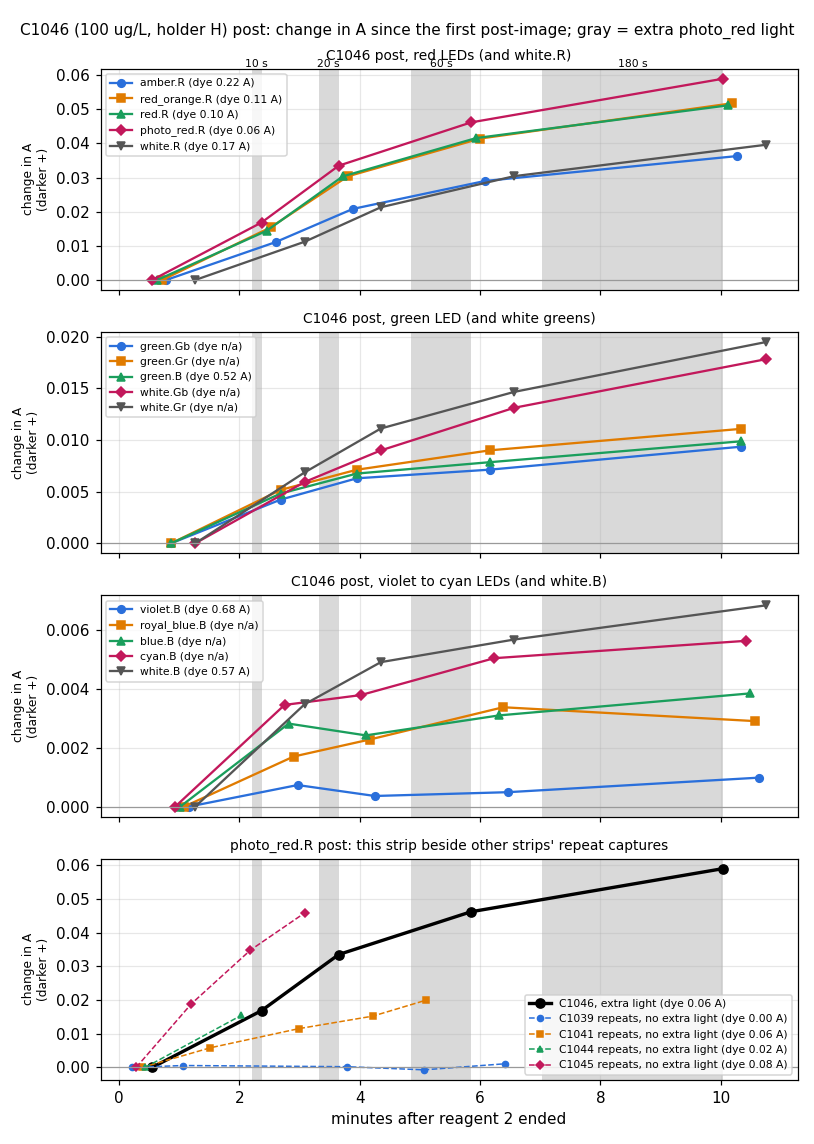 C1046 (100 ug/L, holder H) post: change in A since the first post-image; gray = extra photo_red light
C1046 post, red LEDs (and white.R)
10 s 20 s 60 s 180 s
0.06
0.05
0.04
0.03
0.02
0.01
0.00
change in A
(darker +)
amber.R (dye 0.22 A)
red_orange.R (dye 0.11 A)
red.R (dye 0.10 A)
photo_red.R (dye 0.06 A)
white.R (dye 0.17 A)
C1046 post, green LED (and white greens)
0.020
0.015
0.010
0.005
0.000
change in A
(darker +)
green.Gb (dye n/a)
green.Gr (dye n/a)
green.B (dye 0.52 A)
white.Gb (dye n/a)
white.Gr (dye n/a)
C1046 post, violet to cyan LEDs (and white.B)
0.006
0.004
0.002
0.000
change in A
(darker +)
violet.B (dye 0.68 A)
royal_blue.B (dye n/a)
blue.B (dye n/a)
cyan.B (dye n/a)
white.B (dye 0.57 A)
photo_red.R post: this strip beside other strips' repeat captures
0.06
0.05
0.04
0.03
0.02
0.01
0.00
change in A
(darker +)
C1046, extra light (dye 0.06 A)
C1039 repeats, no extra light (dye 0.00 A)
C1041 repeats, no extra light (dye 0.06 A)
C1044 repeats, no extra light (dye 0.02 A)
C1045 repeats, no extra light (dye 0.08 A)
0 2 4 6 8 10
minutes after reagent 2 ended